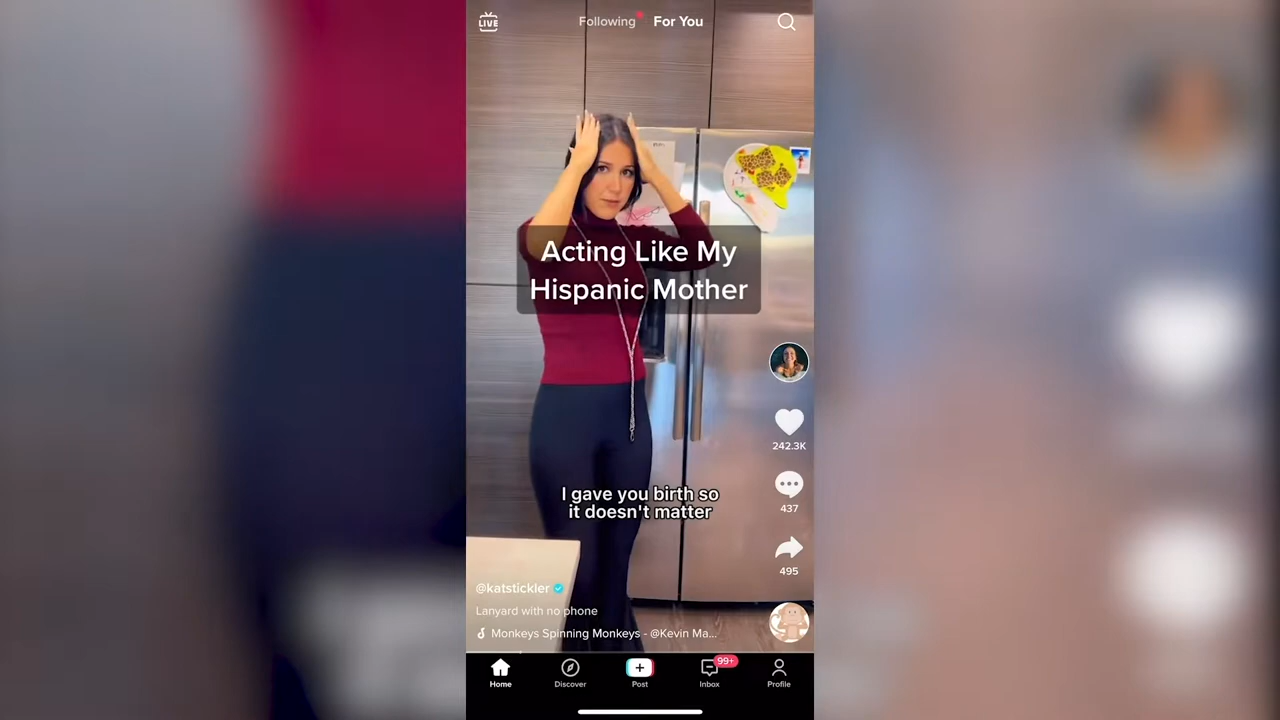 LIVE
Following For You
Acting Like My
Hispanic Mother
242.3K
I gave you birth so
it doesn't matter
437
495
@katstickler
Lanyard with no phone
Monkeys Spinning Monkeys - @Kevin Ma...
99+
Home Discover Post Inbox Profile